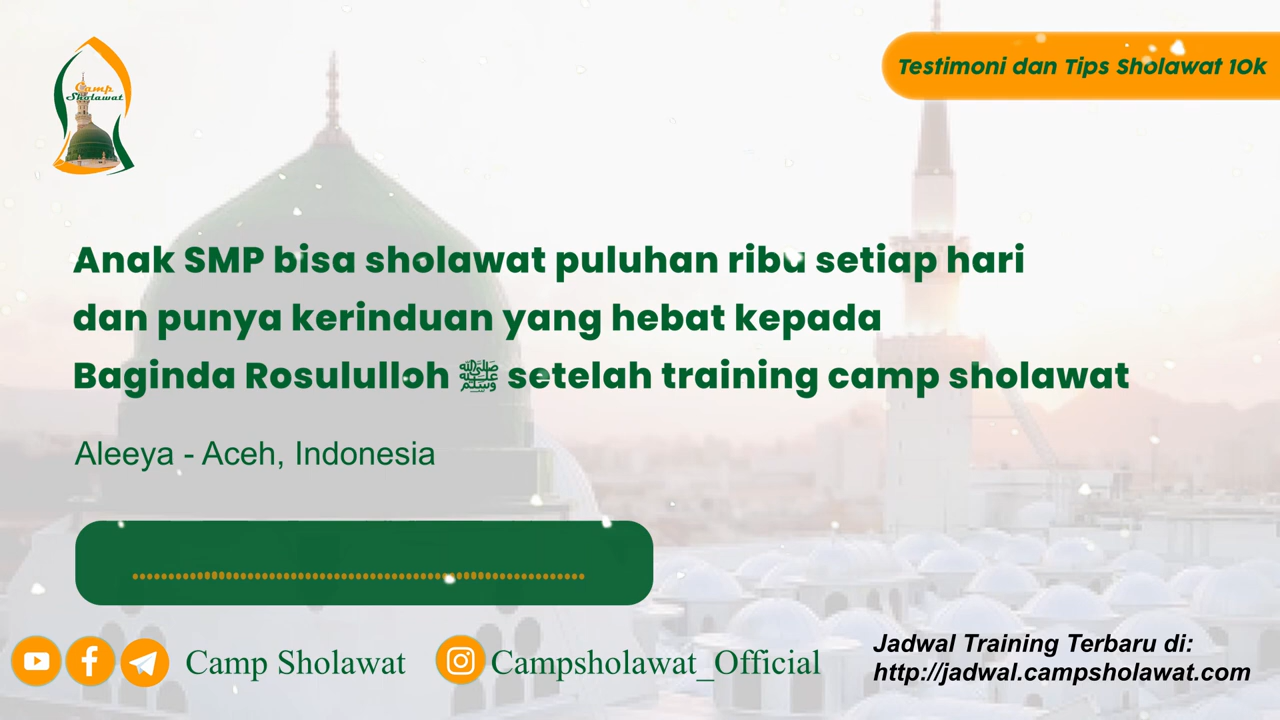 Camp
Sholawat
Testimoni dan Tips Sholawat 10k
Anak SMP bisa sholawat puluhan ribu setiap hari
dan punya kerinduan yang hebat kepada
Baginda Rosululloh ﷺ setelah training camp sholawat
Aleeya - Aceh, Indonesia
Camp Sholawat
Campsholawat_Official
Jadwal Training Terbaru di:
http://jadwal.campsholawat.com